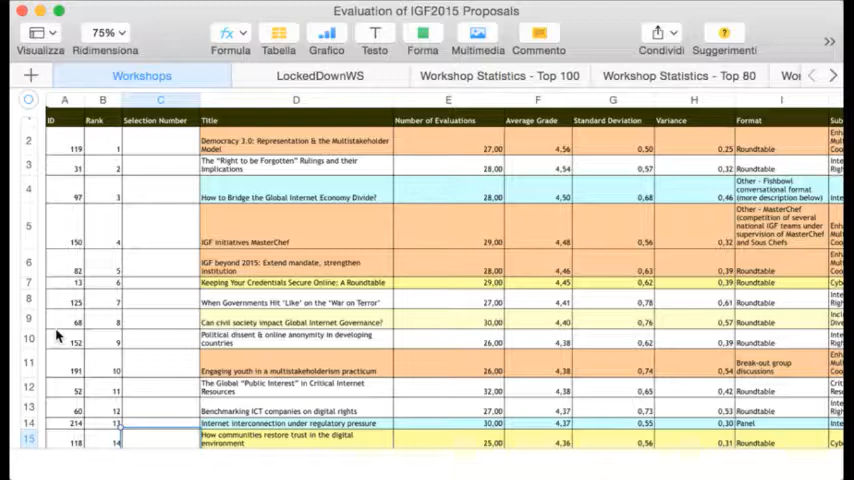 Evaluation of IGF2015 Proposals
75%
Visualizza Ridimensiona Formula Tabella Grafico Testo Forma Multimedia Commento Condividi Suggerimenti
Workshops LockedDownWS Workshop Statistics - Top 100 Workshop Statistics - Top 80
A B C D E F G H I
ID Rank Selection Number Title Number of Evaluations Average Grade Standard Deviation Variance Format
2 119 1 Democracy 3.0: Representation & the Multistakeholder
Model 27,00 4,56 0,50 0,25 Roundtable
3 31 2 The "Right to be Forgotten" Rulings and their
Implications 28,00 4,54 0,57 0,32 Roundtable
4 97 3 How to Bridge the Global Internet Economy Divide? 28,00 4,50 0,68 0,46 Other - Fishbowl
conversational format
(more description below)
5 150 4 IGF initiatives MasterChef 29,00 4,48 0,56 0,32 Other - MasterChef
(competition of several
national IGF teams under
supervision of MasterChef
and Sous Chefs
6 82 5 IGF beyond 2015: Extend mandate, strengthen
institution 28,00 4,46 0,63 0,39 Roundtable
7 13 6 Keeping Your Credentials Secure Online: A Roundtable 29,00 4,45 0,62 0,39 Roundtable
8 125 7 When Governments Hit 'Like' on the "War on Terror" 27,00 4,41 0,78 0,61 Roundtable
9 68 8 Can civil society impact Global Internet Governance? 30,00 4,40 0,76 0,57 Roundtable
10 152 9 Political dissent & online anonymity in developing
countries 26,00 4,38 0,62 0,39 Roundtable
11 191 10 Engaging youth in a multistakeholderism practicum 26,00 4,38 0,74 0,54 Break-out group
discussions
12 52 11 The Global "Public Interest" in Critical Internet
Resources 32,00 4,38 0,65 0,42 Roundtable
13 60 12 Benchmarking ICT companies on digital rights 27,00 4,37 0,73 0,53 Roundtable
14 214 13 Internet interconnection under regulatory pressure 30,00 4,37 0,55 0,30 Panel
15 118 14 How communities restore trust in the digital
environment 25,00 4,36 0,56 0,31 Roundtable